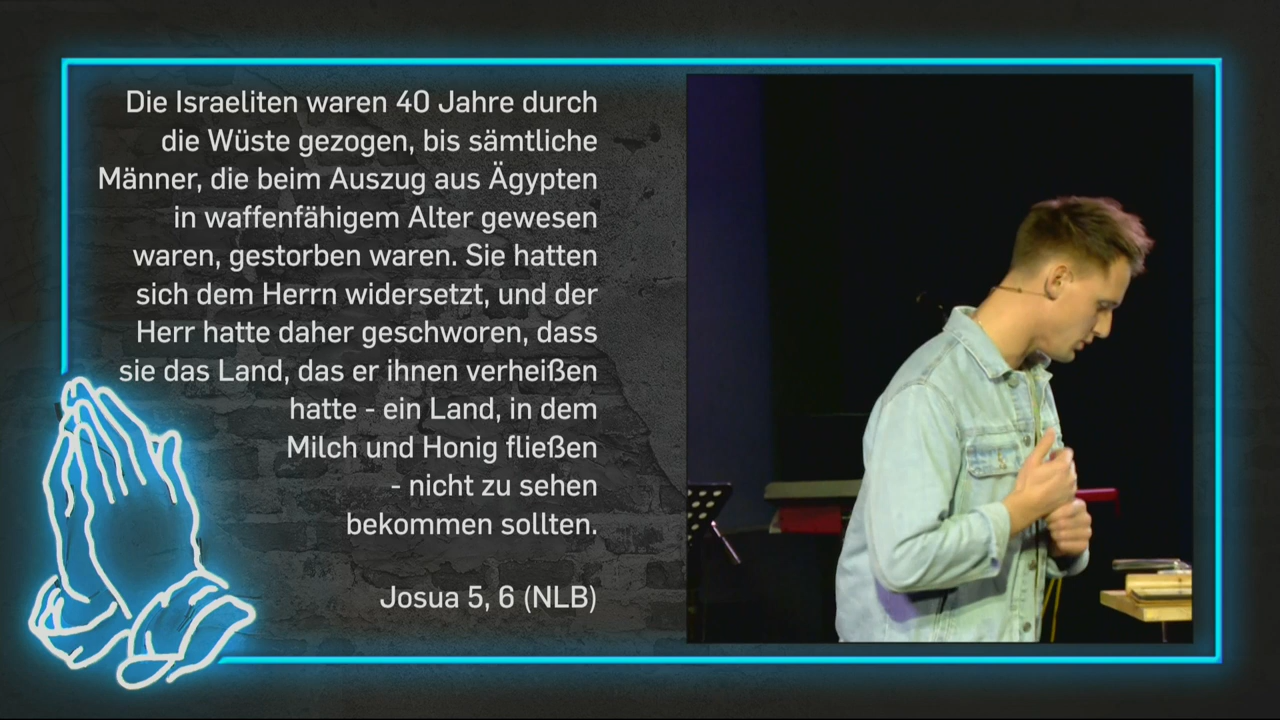 Die Israeliten waren 40 Jahre durch
die Wüste gezogen, bis sämtliche
Männer, die beim Auszug aus Ägypten
in waffenfähigem Alter gewesen
waren, gestorben waren. Sie hatten
sich dem Herrn widersetzt, und der
Herr hatte daher geschworen, dass
sie das Land, das er ihnen verheißen
hatte - ein Land, in dem
Milch und Honig fließen
- nicht zu sehen
bekommen sollten.
Josua 5, 6 (NLB)